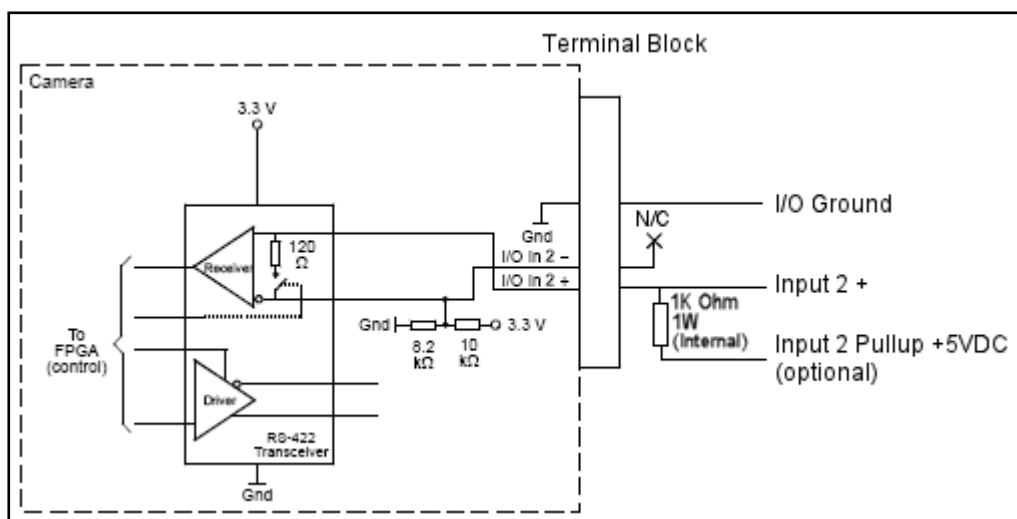 Terminal Block
Camera
3.3 V
I/O Ground
N/C
Gnd
120
Ω
Receiver
I/O In 2 –
I/O In 2 +
Input 2 +
1K Ohm
1W
(Internal)
Gnd
3.3 V
8.2
kΩ
10
kΩ
To
FPGA
(control)
Input 2 Pullup +5VDC
(optional)
Driver
RS-422
Transceiver
Gnd